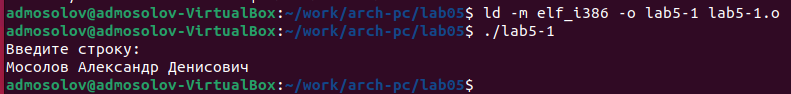 admosolov@admosolov-VirtualBox:~/work/arch-pc/lab05$ ld -m elf_i386 -o lab5-1 lab5-1.o
admosolov@admosolov-VirtualBox:~/work/arch-pc/lab05$ ./lab5-1
Введите строку:
Мосолов Александр Денисович
admosolov@admosolov-VirtualBox:~/work/arch-pc/lab05$